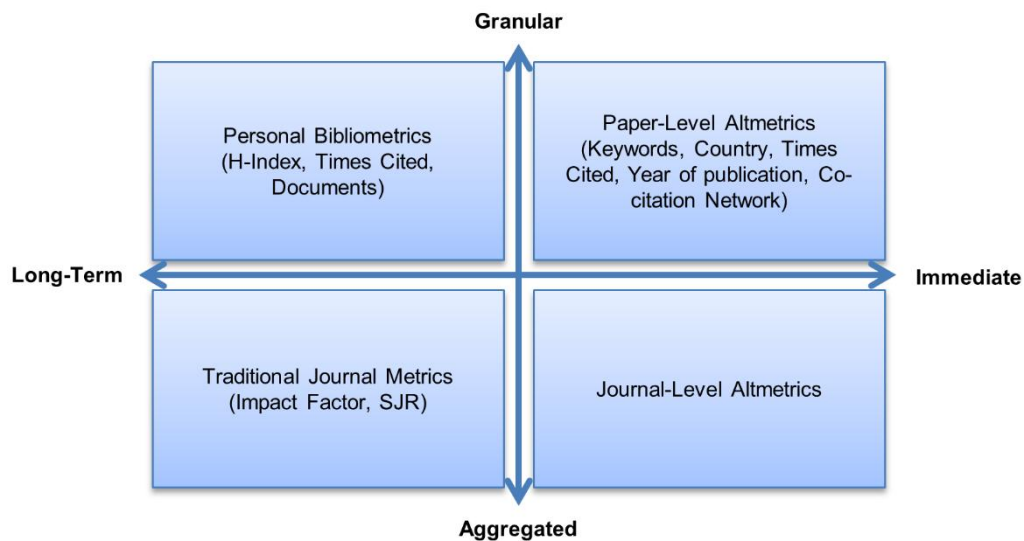 Granular
Personal Bibliometrics
(H-Index, Times Cited,
Documents)
Paper-Level Altmetrics
(Keywords, Country, Times
Cited, Year of publication, Co-
citation Network)
Long-Term
Immediate
Traditional Journal Metrics
(Impact Factor, SJR)
Journal-Level Altmetrics
Aggregated